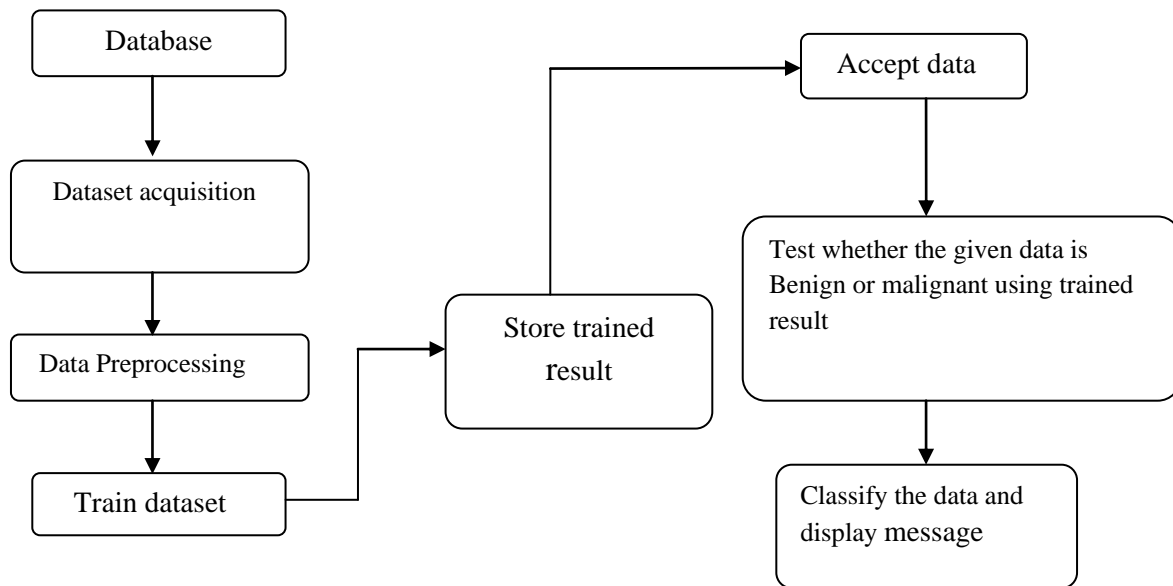 Database
Dataset acquisition
Data Preprocessing
Train dataset
Store trained
result
Accept data
Test whether the given data is
Benign or malignant using trained
result
Classify the data and
display message